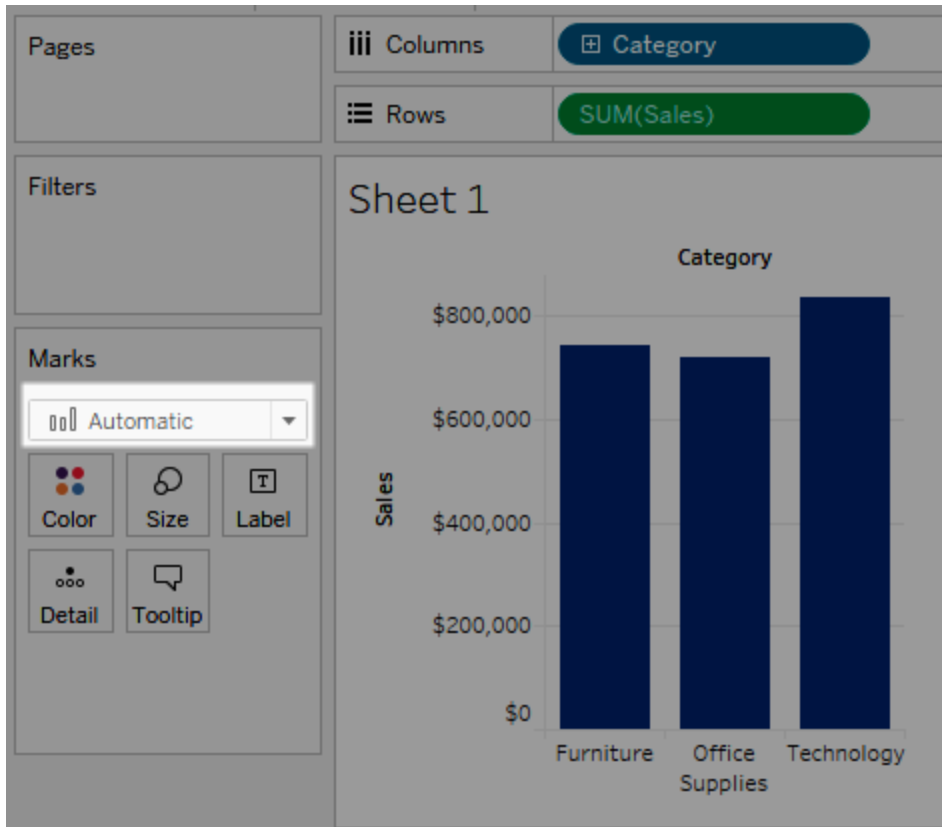 Pages
Columns
Category
Rows
SUM(Sales)
Filters
Marks
Automatic
Color
Size
T
Label
Detail
Tooltip
Sheet 1
Category
Sales
$800,000
$600,000
$400,000
$200,000
$0
Furniture
Office
Supplies
Technology